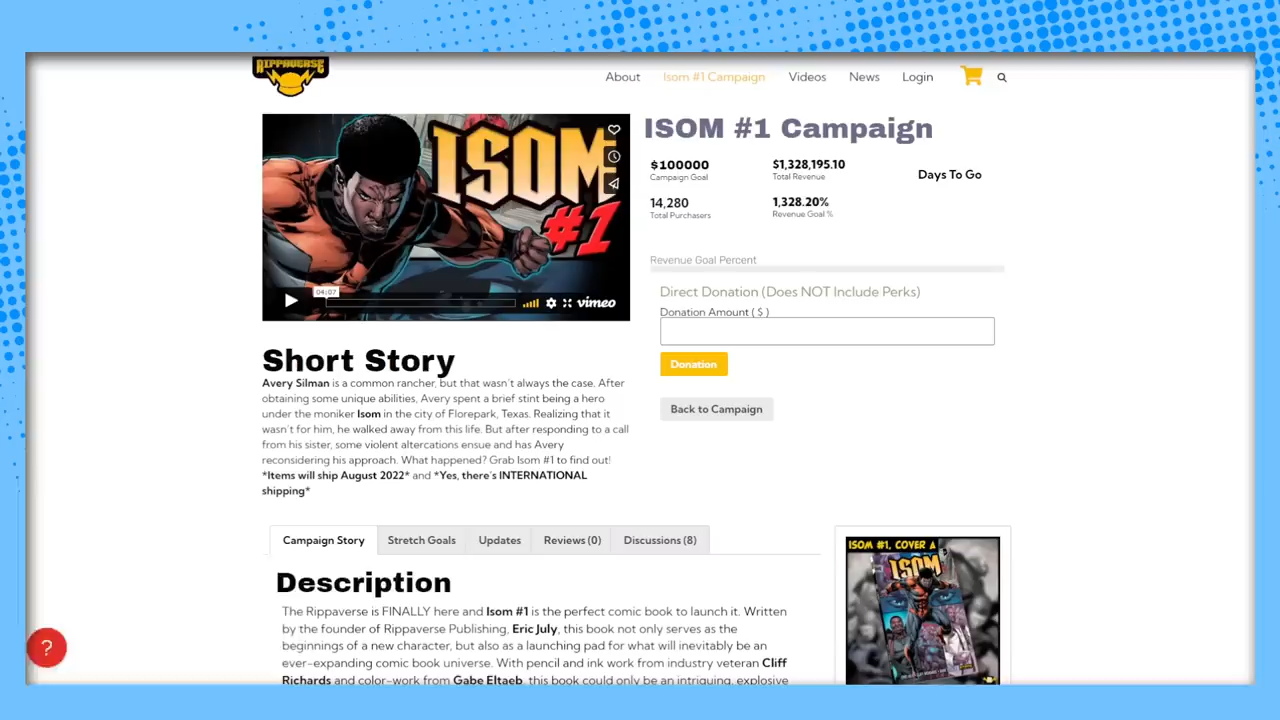 RIPPAVERSE
About
Isom #1 Campaign
Videos
News
Login
ISOM
#1
04:07
vimeo
ISOM #1 Campaign
$100000
Campaign Goal
$1,328,195.10
Total Revenue
Days To Go
14,280
Total Purchasers
1,328.20%
Revenue Goal %
Revenue Goal Percent
Direct Donation (Does NOT Include Perks)
Donation Amount ( $ )
Donation
Back to Campaign
Short Story
Avery Silman is a common rancher, but that wasn't always the case. After
obtaining some unique abilities, Avery spent a brief stint being a hero
under the moniker Isom in the city of Florepark, Texas. Realizing that it
wasn't for him, he walked away from this life. But after responding to a call
from his sister, some violent altercations ensue and has Avery
reconsidering his approach. What happened? Grab Isom #1 to find out!
*Items will ship August 2022* and *Yes, there's INTERNATIONAL
shipping*
Campaign Story
Stretch Goals
Updates
Reviews (0)
Discussions (8)
Description
The Rippaverse is FINALLY here and Isom #1 is the perfect comic book to launch it. Written
by the founder of Rippaverse Publishing, Eric July, this book not only serves as the
beginnings of a new character, but also as a launching pad for what will inevitably be an
ever-expanding comic book universe. With pencil and ink work from industry veteran Cliff
Richards and color-work from Gabe Eltaeb, this book could only be an intriguing, explosive
ISOM #1, COVER A
ISOM
?